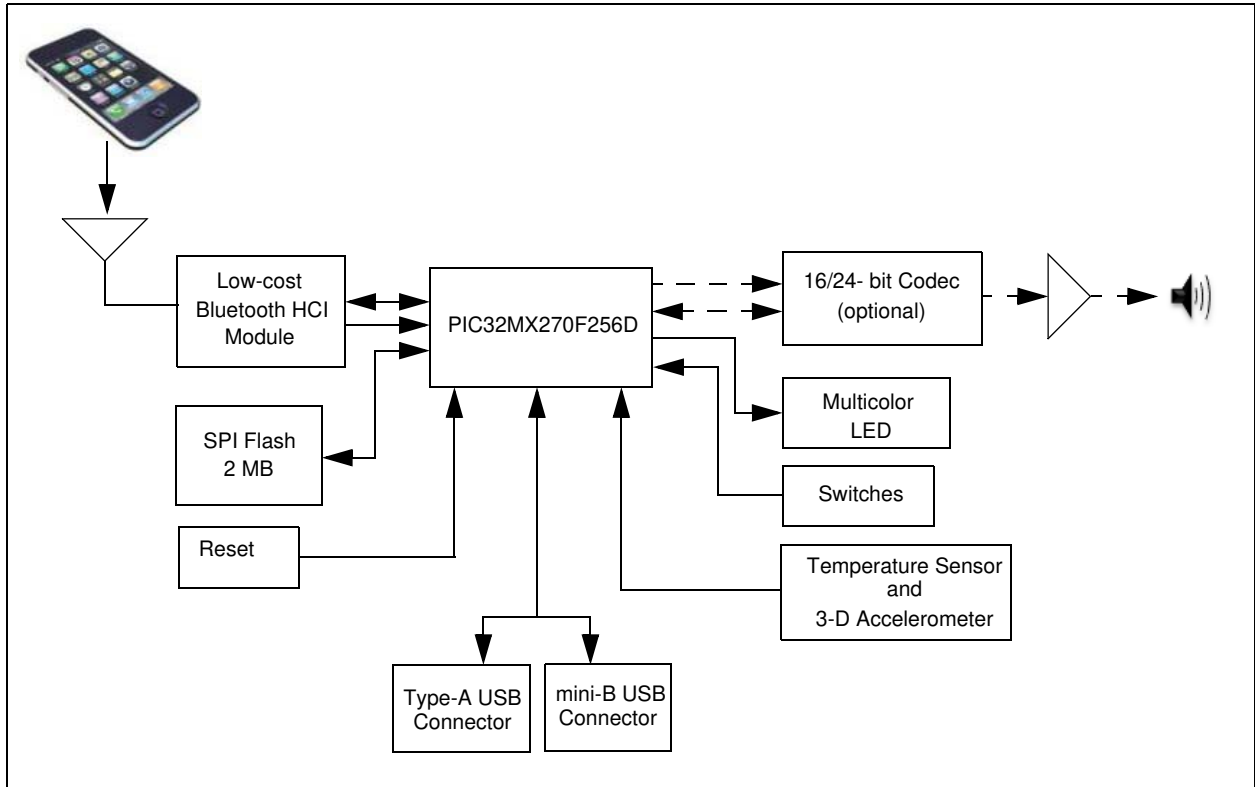 Low-cost
Bluetooth HCI
Module
PIC32MX270F256D
16/24- bit Codec
(optional)
SPI Flash
2 MB
Multicolor
LED
Switches
Reset
Temperature Sensor
and
3-D Accelerometer
Type-A USB
Connector
mini-B USB
Connector